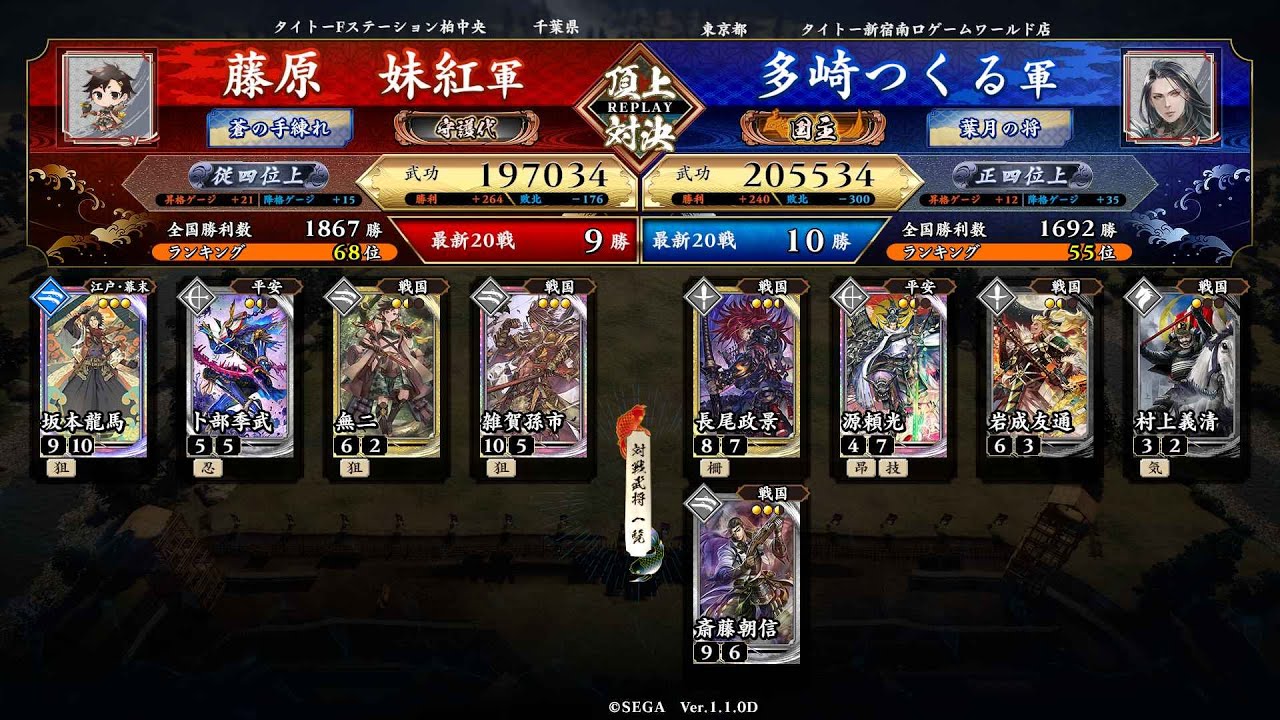 タイトーFステーション柏中央 千葉県
東京都 タイトー新宿南口ゲームワールド店
藤原 妹紅軍
頂上
REPLAY
対決
多崎つくる軍
蒼の手練れ
守護代
国主
葉月の将
従四位上
武功 197034
武功 205534
正四位上
昇格ゲージ +21 降格ゲージ +15
勝利 +264 敗北 -176
勝利 +240 敗北 -300
昇格ゲージ +12 降格ゲージ +35
全国勝利数 1867勝
最新20戦 9勝
最新20戦 10勝
全国勝利数 1692勝
ランキング 68位
ランキング 55位
江戸・幕末
坂本龍馬
9 10
狙
平安
卜部季武
5 5
忍
戦国
無二
6 2
狙
戦国
雑賀孫市
10 5
狙
対戦武将一覧
戦国
長尾政景
8 7
柵
平安
源頼光
4 7
昂 技
戦国
岩成友通
6 3
戦国
村上義清
3 2
気
戦国
斎藤朝信
9 6
©SEGA Ver.1.1.0D